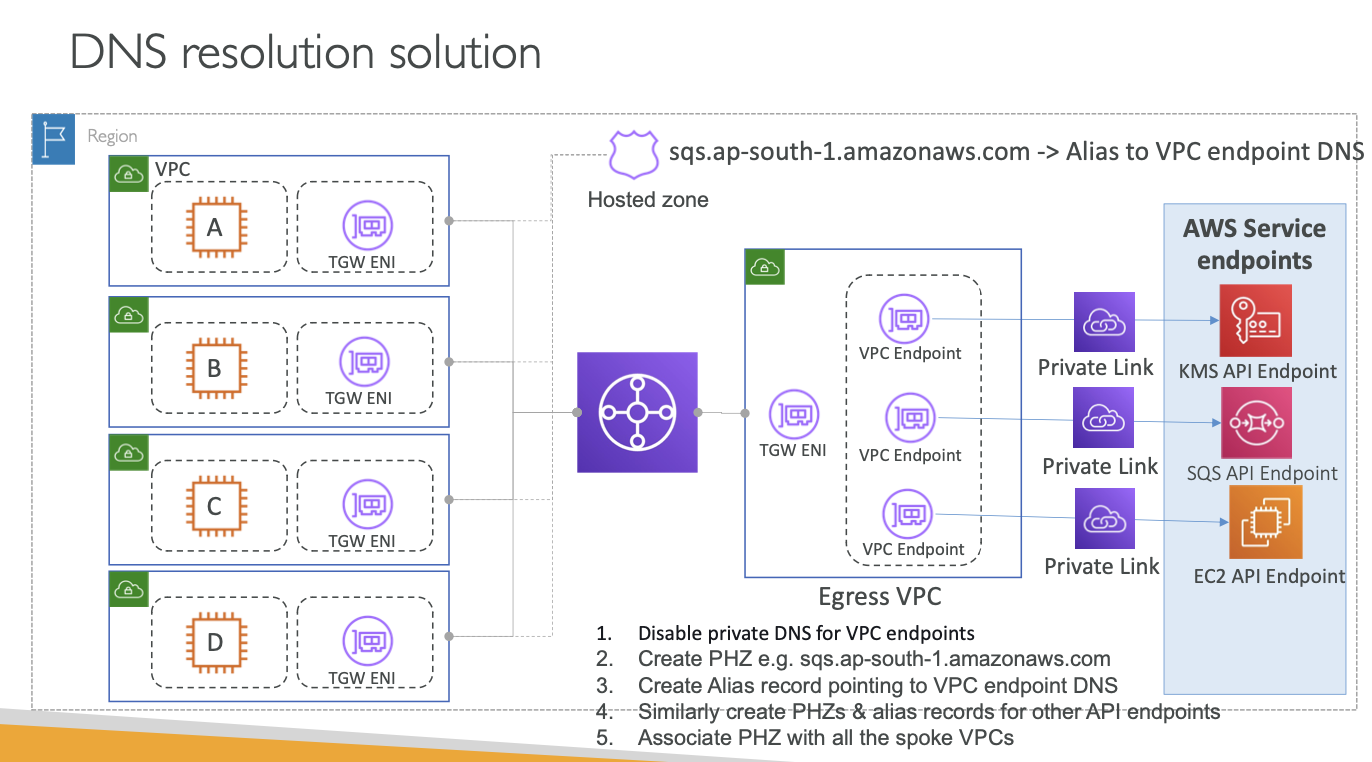 DNS resolution solution
Region
sqs.ap-south-1.amazonaws.com -> Alias to VPC endpoint DNS
Hosted zone
VPC
A
TGW ENI
B
TGW ENI
C
TGW ENI
D
TGW ENI
TGW ENI
VPC Endpoint
VPC Endpoint
VPC Endpoint
Egress VPC
Private Link
Private Link
Private Link
AWS Service
endpoints
KMS API Endpoint
SQS API Endpoint
EC2 API Endpoint
1. Disable private DNS for VPC endpoints
2. Create PHZ e.g. sqs.ap-south-1.amazonaws.com
3. Create Alias record pointing to VPC endpoint DNS
4. Similarly create PHZs & alias records for other API endpoints
5. Associate PHZ with all the spoke VPCs